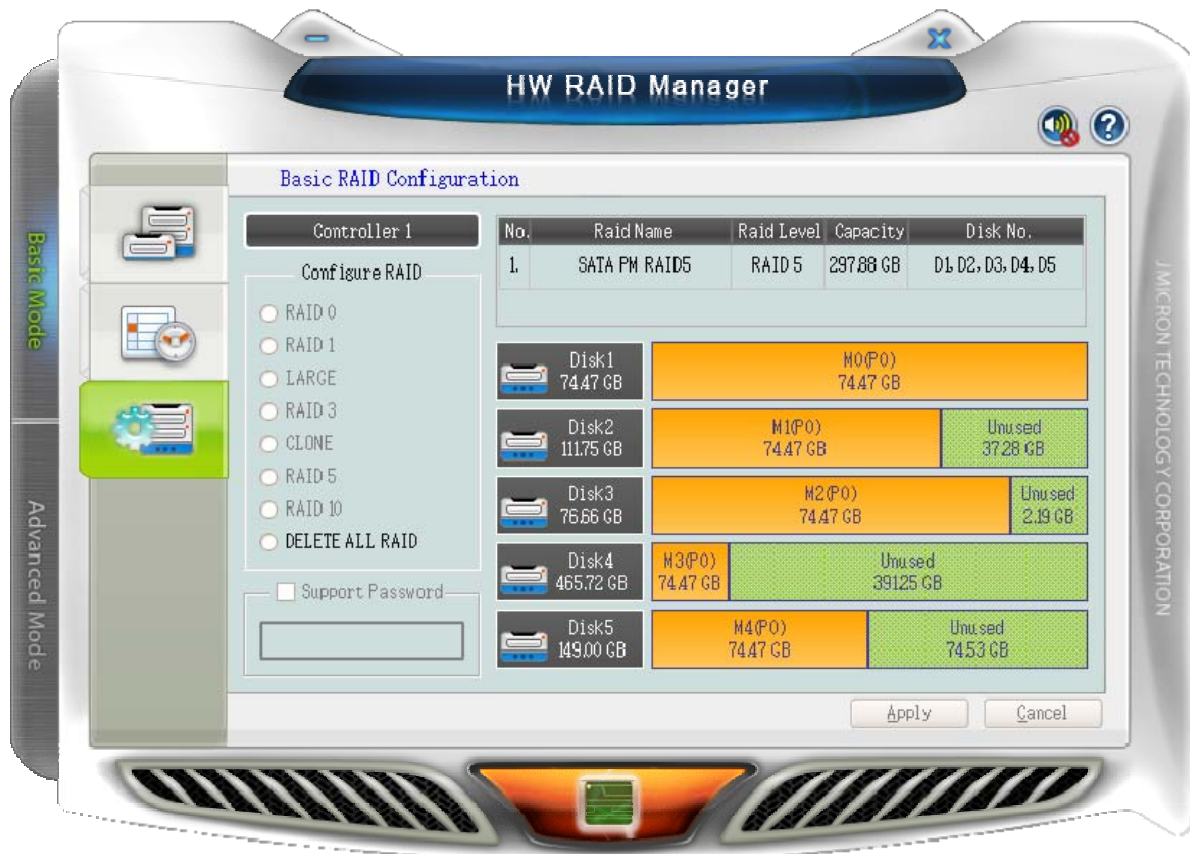 HW RAID Manager
Basic Mode
Advanced Mode
JMICRON TECHNOLOGY CORPORATION
Basic RAID Configuration
Controller 1
Configure RAID
RAID 0
RAID 1
LARGE
RAID 3
CLONE
RAID 5
RAID 10
DELETE ALL RAID
Support Password
No. Raid Name Raid Level Capacity Disk No.
1. SATA PM RAID5 RAID 5 297.88 GB D1, D2, D3, D4, D5
Disk1
74.47 GB
M0(P0)
74.47 GB
Disk2
111.75 GB
M1(P0)
74.47 GB
Unused
37.28 GB
Disk3
76.66 GB
M2(P0)
74.47 GB
Unused
2.19 GB
Disk4
465.72 GB
M3(P0)
74.47 GB
Unused
391.25 GB
Disk5
149.00 GB
M4(P0)
74.47 GB
Unused
74.53 GB
Apply
Cancel